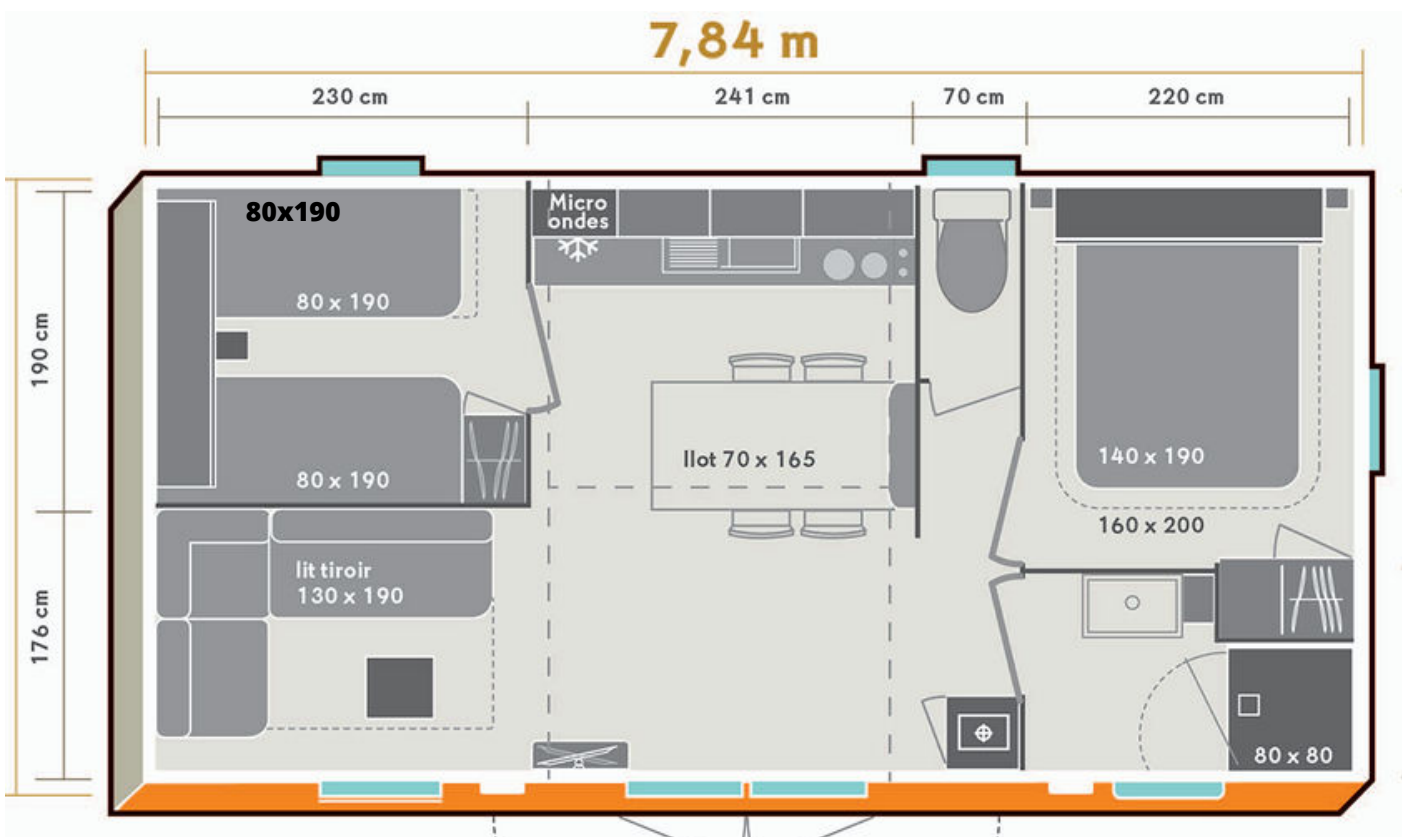 7,84 m
230 cm
241 cm
70 cm
220 cm
80x190
80 x 190
Micro
ondes
190 cm
80 x 190
Ilot 70 x 165
140 x 190
160 x 200
lit tiroir
130 x 190
176 cm
80 x 80